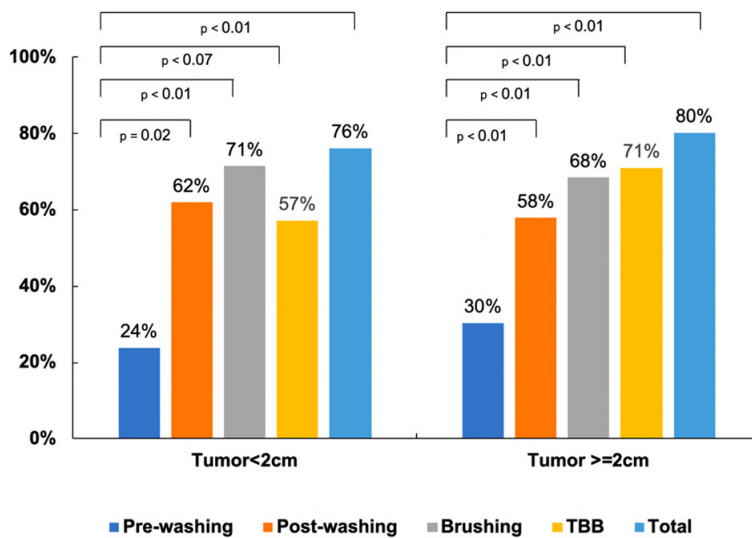 p < 0.01 p < 0.01
p < 0.07 p < 0.01
p < 0.01 p < 0.01
p = 0.02 p < 0.01
100%
80%
60%
40%
20%
0%
24% 62% 71% 57% 76%
30% 58% 68% 71% 80%
Tumor<2cm Tumor >=2cm
Pre-washing Post-washing Brushing TBB Total